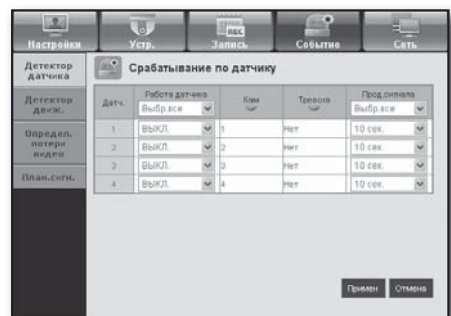 Настройки Устр. Запись Событие Сеть
REC
Детектор датчика
Детектор движ.
Определ. потери видео
План.сигн.
Срабатывание по датчику
Датч. Работа датчика Кам Тревога Прод.сигнала
Выбр.все Выбр.все
1 ВЫКЛ. 1 Нет 10 сек.
2 ВЫКЛ. 2 Нет 10 сек.
3 ВЫКЛ. 3 Нет 10 сек.
4 ВЫКЛ. 4 Нет 10 сек.
Примен Отмена